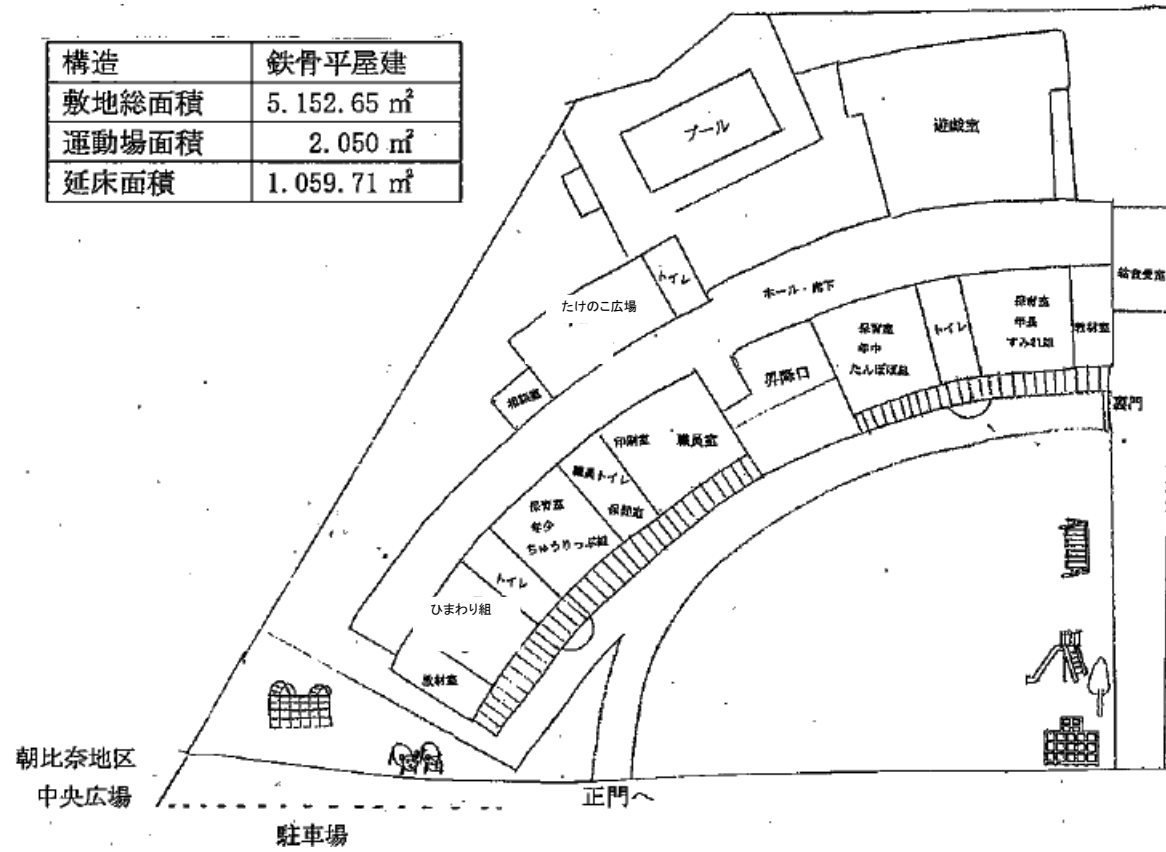 構造 鉄骨平屋建
敷地総面積 5.152.65 ㎡
運動場面積 2.050 ㎡
延床面積 1.059.71 ㎡
プール
遊戯室
トイレ
たけのこ広場
相談室
ホール・廊下
給食受室
保育室
年長
すみれ組
教材室
トイレ
保育室
年中
たんぽぽ組
昇降口
裏門
職員室
印刷室
職員トイレ
保健室
保育室
年少
ちゅうりっぷ組
トイレ
ひまわり組
教材室
朝比奈地区
中央広場
正門へ
駐車場